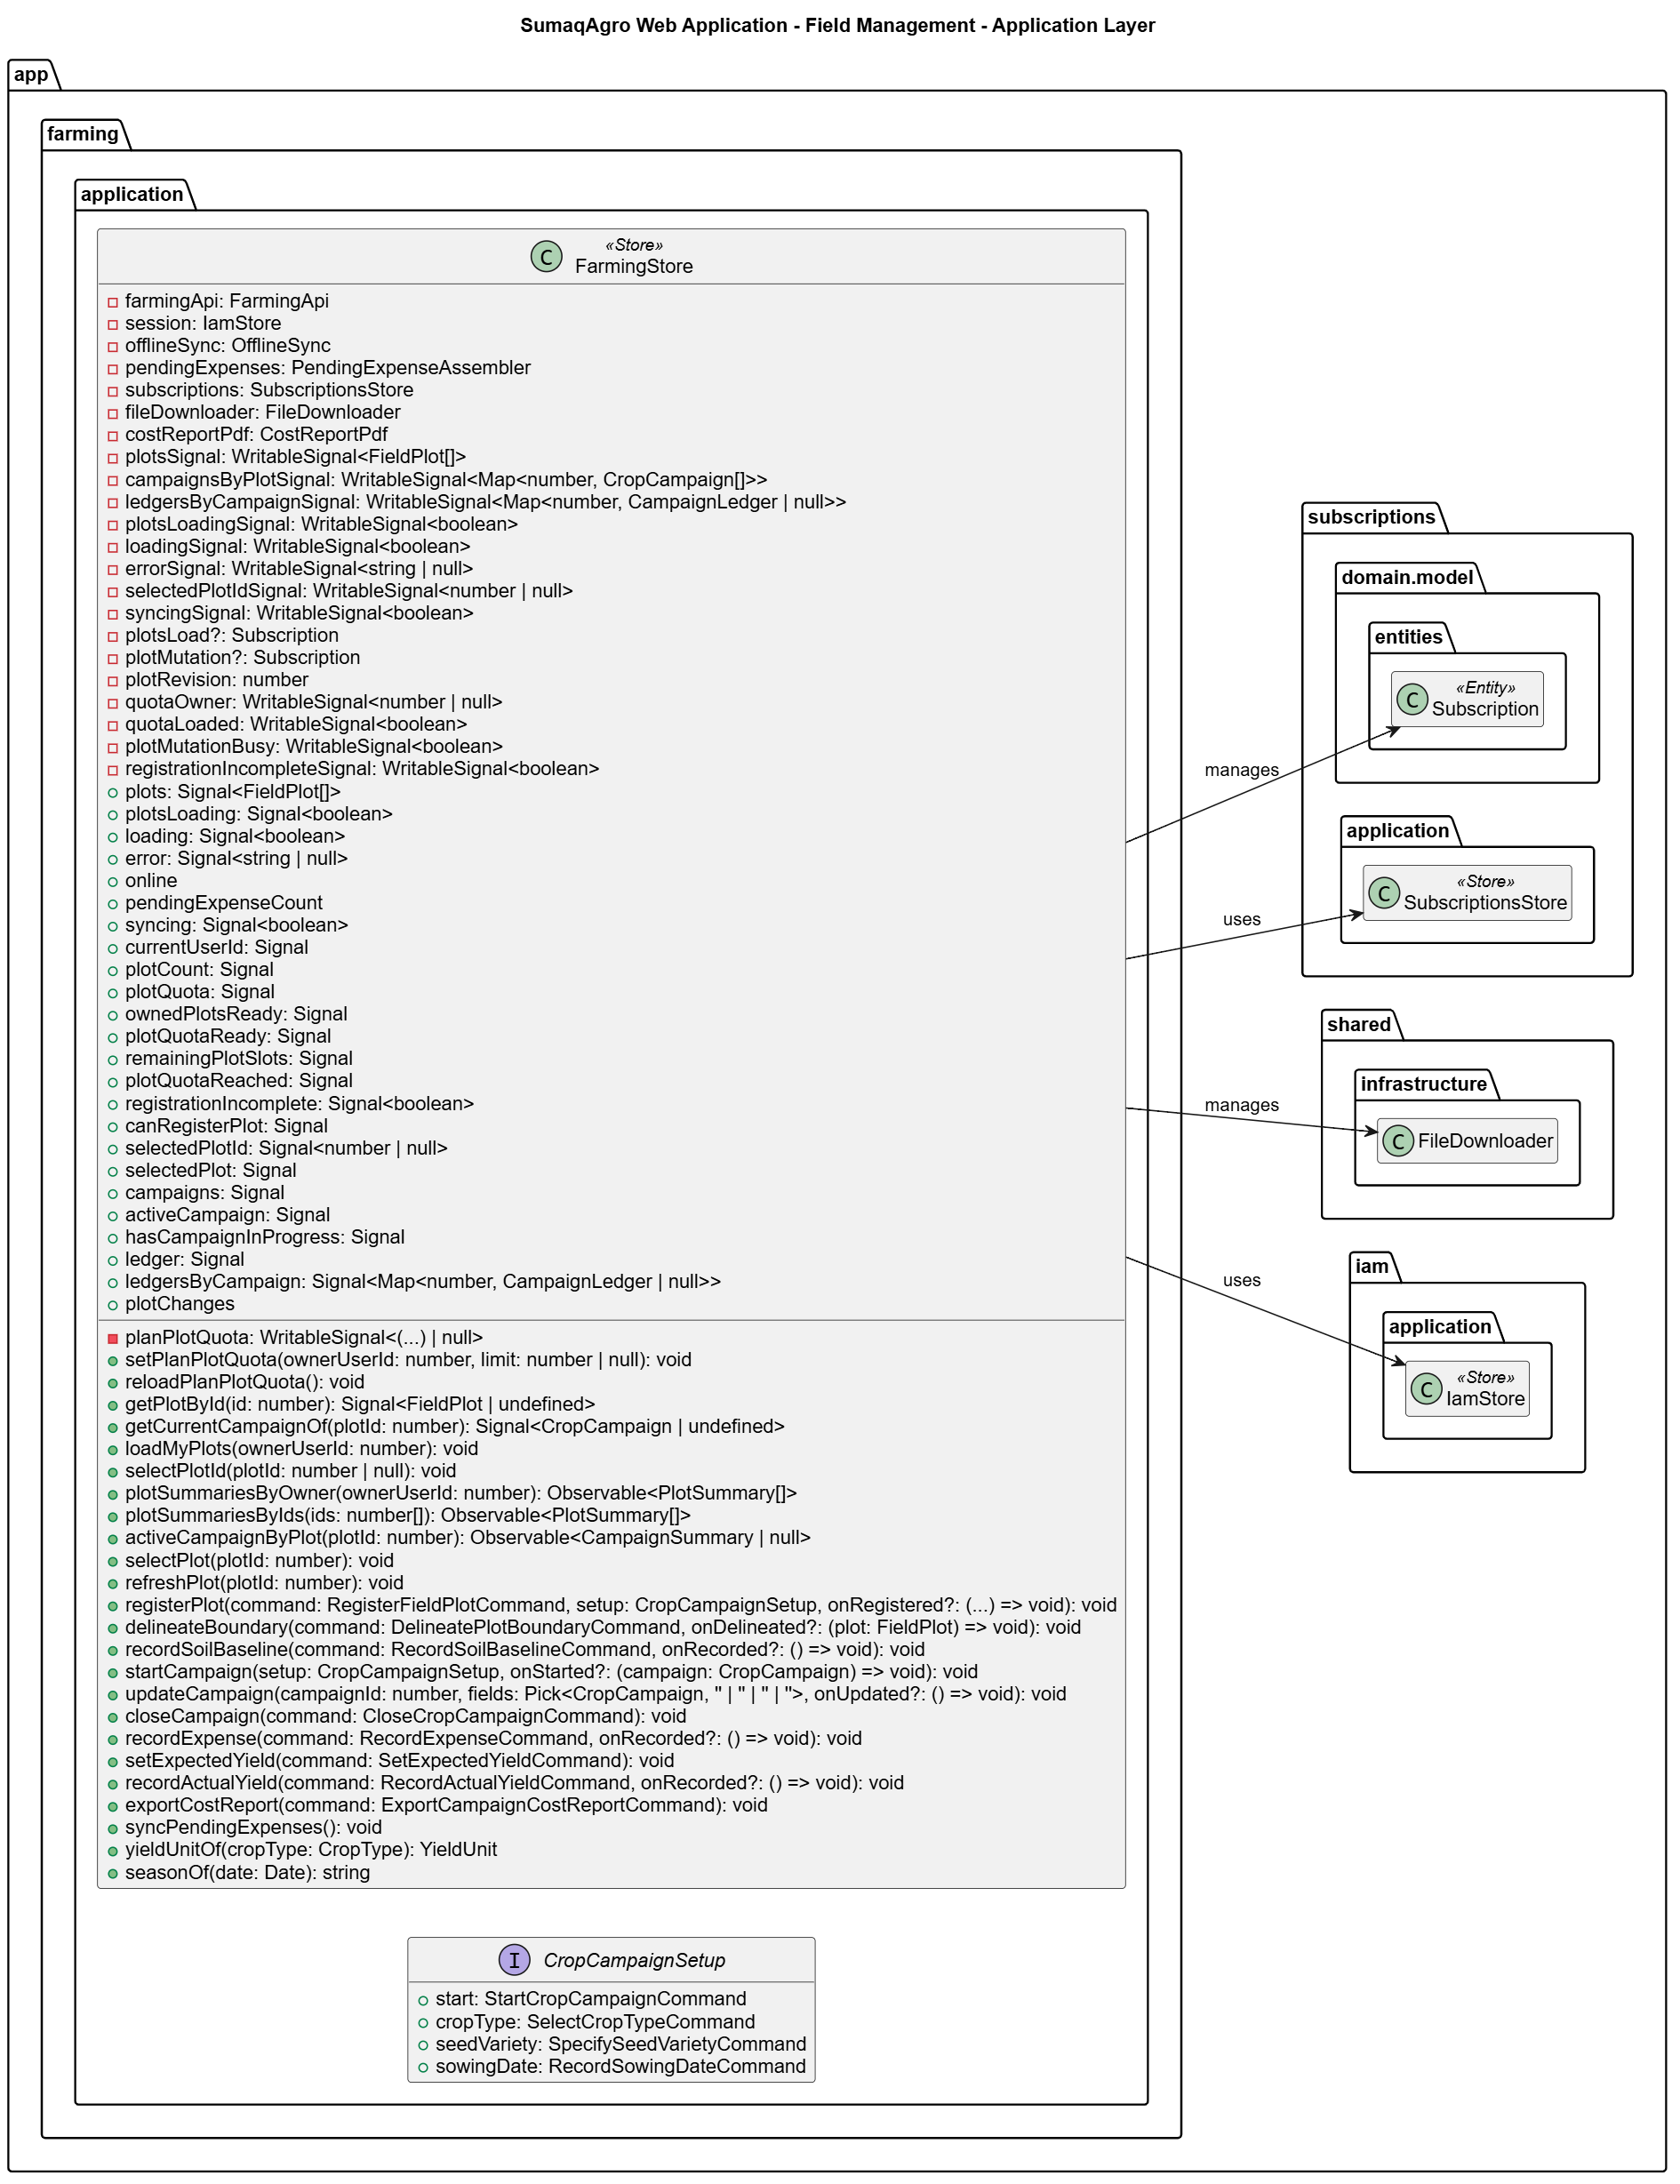 SumaqAgro Web Application - Field Management - Application Layer
app
farming
application
«Store»
C
FarmingStore
farmingApi: FarmingApi
session: IamStore
offlineSync: OfflineSync
pendingExpenses: PendingExpenseAssembler
subscriptions: SubscriptionsStore
fileDownloader: FileDownloader
costReportPdf: CostReportPdf
plotsSignal: WritableSignal<FieldPlot[]>
campaignsByPlotSignal: WritableSignal<Map<number, CropCampaign[]>>
ledgersByCampaignSignal: WritableSignal<Map<number, CampaignLedger | null>>
plotsLoadingSignal: WritableSignal<boolean>
loadingSignal: WritableSignal<boolean>
errorSignal: WritableSignal<string | null>
selectedPlotIdSignal: WritableSignal<number | null>
syncingSignal: WritableSignal<boolean>
plotsLoad?: Subscription
plotMutation?: Subscription
plotRevision: number
quotaOwner: WritableSignal<number | null>
quotaLoaded: WritableSignal<boolean>
plotMutationBusy: WritableSignal<boolean>
registrationIncompleteSignal: WritableSignal<boolean>
plots: Signal<FieldPlot[]>
plotsLoading: Signal<boolean>
loading: Signal<boolean>
error: Signal<string | null>
online
pendingExpenseCount
syncing: Signal<boolean>
currentUserId: Signal
plotCount: Signal
plotQuota: Signal
ownedPlotsReady: Signal
plotQuotaReady: Signal
remainingPlotSlots: Signal
plotQuotaReached: Signal
registrationIncomplete: Signal<boolean>
canRegisterPlot: Signal
selectedPlotId: Signal<number | null>
selectedPlot: Signal
campaigns: Signal
activeCampaign: Signal
hasCampaignInProgress: Signal
ledger: Signal
ledgersByCampaign: Signal<Map<number, CampaignLedger | null>>
plotChanges
planPlotQuota: WritableSignal<(...) | null>
setPlanPlotQuota(ownerUserId: number, limit: number | null): void
reloadPlanPlotQuota(): void
getPlotById(id: number): Signal<FieldPlot | undefined>
getCurrentCampaignOf(plotId: number): Signal<CropCampaign | undefined>
loadMyPlots(ownerUserId: number): void
selectPlotId(plotId: number | null): void
plotSummariesByOwner(ownerUserId: number): Observable<PlotSummary[]>
plotSummariesByIds(ids: number[]): Observable<PlotSummary[]>
activeCampaignByPlot(plotId: number): Observable<CampaignSummary | null>
selectPlot(plotId: number): void
refreshPlot(plotId: number): void
registerPlot(command: RegisterFieldPlotCommand, setup: CropCampaignSetup, onRegistered?: (...) => void): void
delineateBoundary(command: DelineatePlotBoundaryCommand, onDelineated?: (plot: FieldPlot) => void): void
recordSoilBaseline(command: RecordSoilBaselineCommand, onRecorded?: () => void): void
startCampaign(setup: CropCampaignSetup, onStarted?: (campaign: CropCampaign) => void): void
updateCampaign(campaignId: number, fields: Pick<CropCampaign, '' | '' | '' | ''>, onUpdated?: () => void): void
closeCampaign(command: CloseCropCampaignCommand): void
recordExpense(command: RecordExpenseCommand, onRecorded?: () => void): void
setExpectedYield(command: SetExpectedYieldCommand): void
recordActualYield(command: RecordActualYieldCommand, onRecorded?: () => void): void
exportCostReport(command: ExportCampaignCostReportCommand): void
syncPendingExpenses(): void
yieldUnitOf(cropType: CropType): YieldUnit
seasonOf(date: Date): string
I
CropCampaignSetup
start: StartCropCampaignCommand
cropType: SelectCropTypeCommand
seedVariety: SpecifySeedVarietyCommand
sowingDate: RecordSowingDateCommand
manages
uses
manages
uses
subscriptions
domain.model
entities
«Entity»
C
Subscription
application
«Store»
C
SubscriptionsStore
shared
infrastructure
C
FileDownloader
iam
application
«Store»
C
IamStore